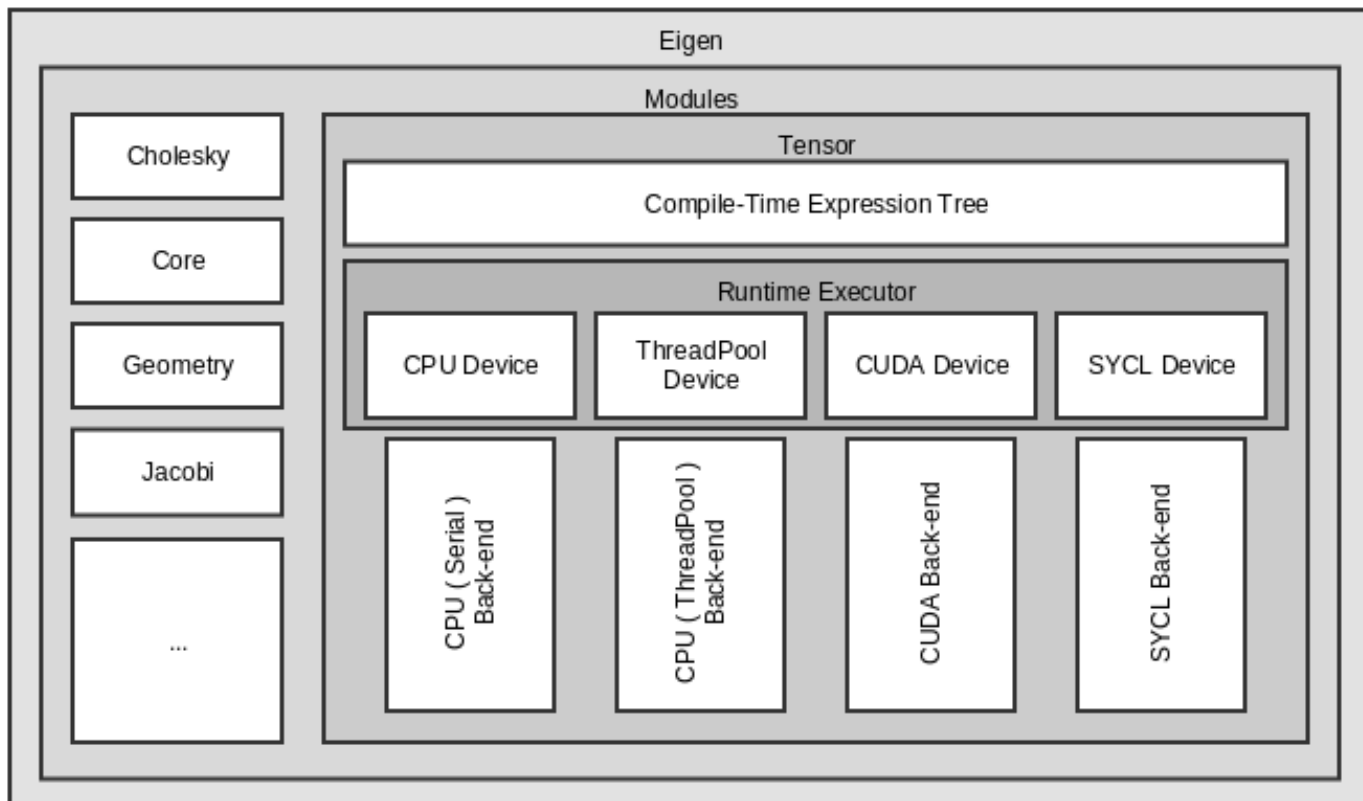 Eigen
Modules
Cholesky
Core
Geometry
Jacobi
...
Tensor
Compile-Time Expression Tree
Runtime Executor
CPU Device
ThreadPool
Device
CUDA Device
SYCL Device
CPU ( Serial )
Back-end
CPU ( ThreadPool )
Back-end
CUDA Back-end
SYCL Back-end